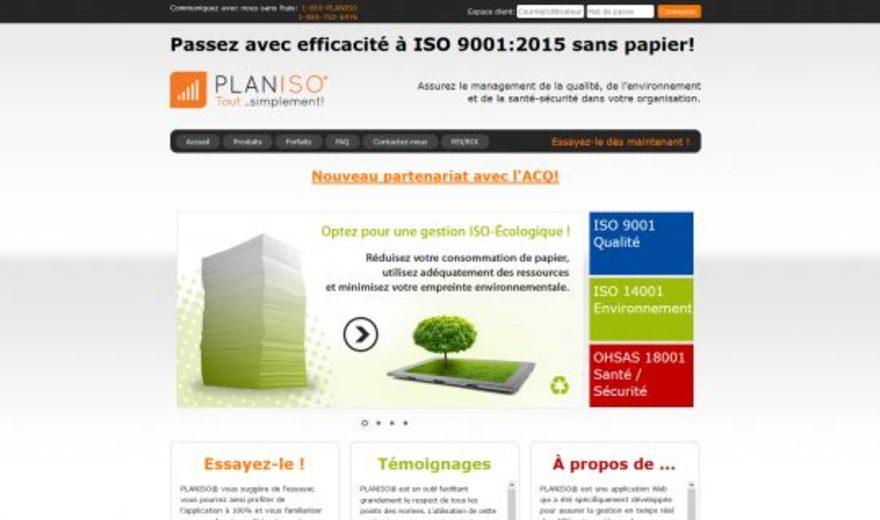 Communiquez avec nous sans frais: 1-855-PLANISO
1-855-752-6476
Espace client: Courriel/Utilisateur Mot de passe Connexion
Passez avec efficacité à ISO 9001:2015 sans papier!
PLANISO®
Tout ...simplement!
Assurez le management de la qualité, de l'environnement
et de la santé-sécurité dans votre organisation.
Accueil Produits Forfaits FAQ Contactez-nous Essayez-le dès maintenant !
Nouveau partenariat avec l'ACQ!
Optez pour une gestion ISO-Écologique !
Réduisez votre consommation de papier,
utilisez adéquatement des ressources
et minimisez votre empreinte environnementale.
ISO 9001
Qualité
ISO 14001
Environnement
OHSAS 18001
Santé /
Sécurité
Essayez-le !
PLANISO® vous suggère de l'essayer,
vous pourrez ainsi profiter de
l'application à 100% et vous familiariser
Témoignages
PLANISO® est un outil facilitant
grandement le respect de tous les
points des normes. L'utilisation de cette
À propos de ...
PLANISO® est une application Web
qui a été spécifiquement développée
pour assurer la gestion en temps réel